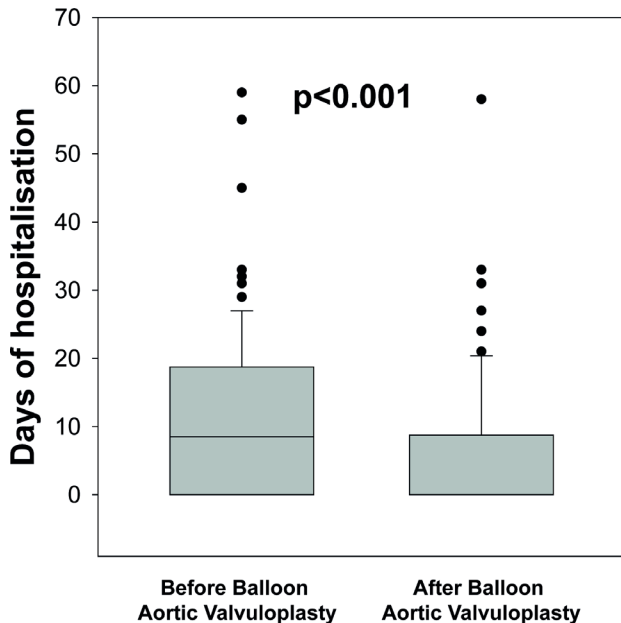 70
60
50
40
30
20
10
0
Days of hospitalisation
p<0.001
Before Balloon
Aortic Valvuloplasty
After Balloon
Aortic Valvuloplasty